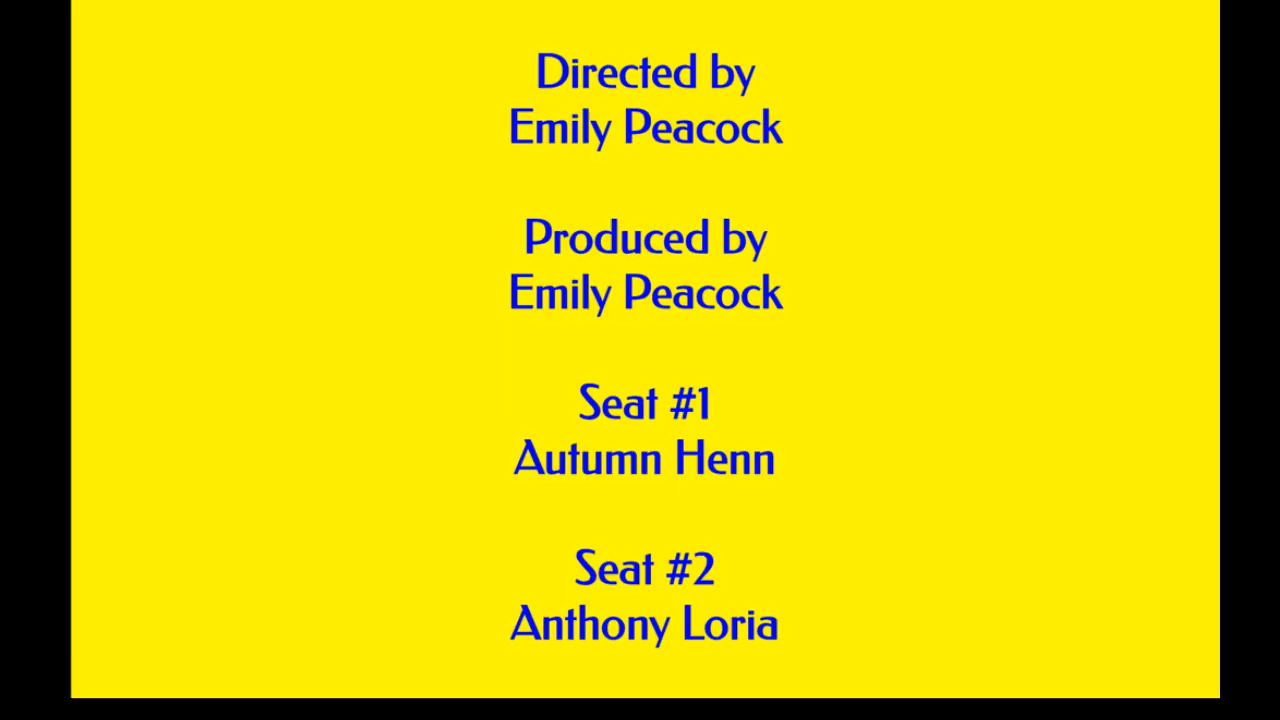 Directed by
Emily Peacock
Produced by
Emily Peacock
Seat #1
Autumn Henn
Seat #2
Anthony Loria